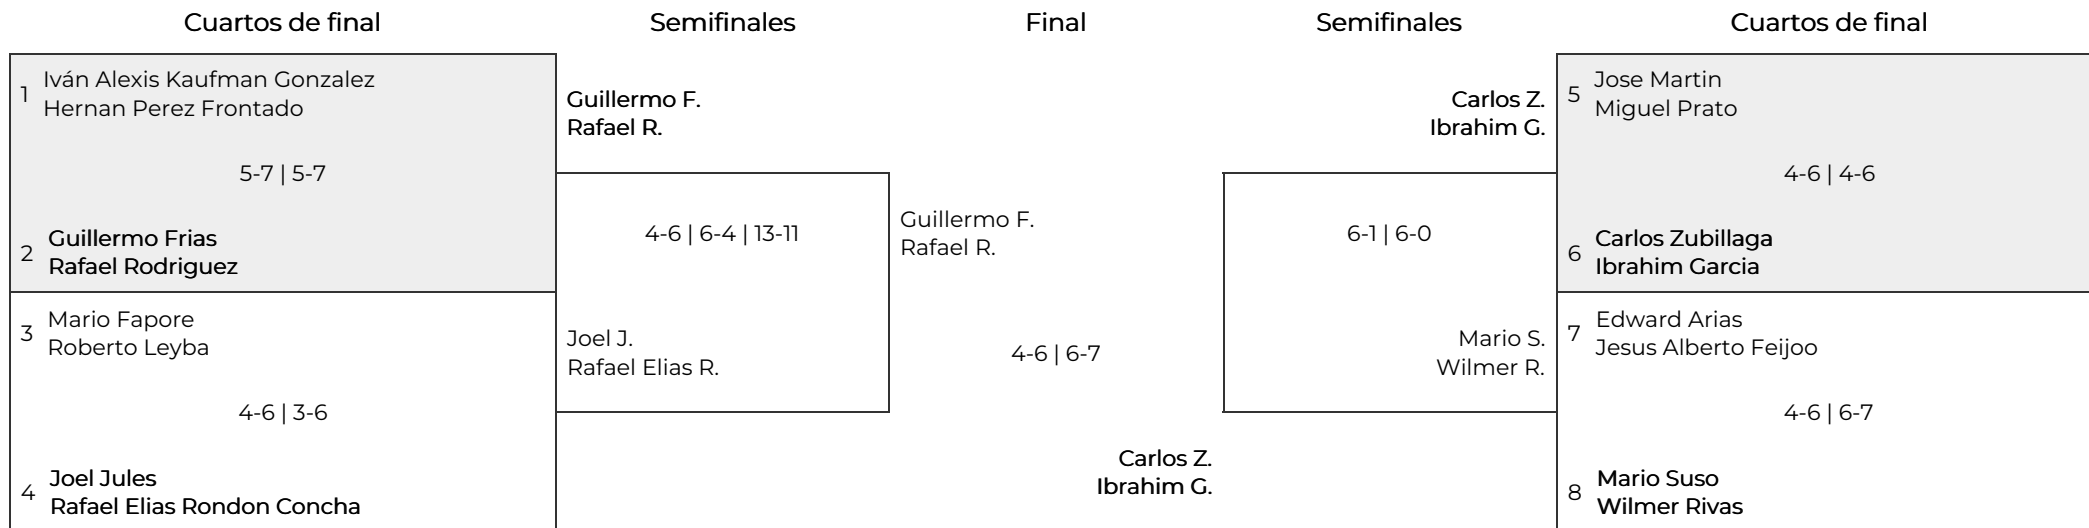 Cuartos de final
Semifinales
Final
Semifinales
Cuartos de final
1
Iván Alexis Kaufman Gonzalez
Hernan Perez Frontado
5-7 | 5-7
2
Guillermo Frias
Rafael Rodriguez
3
Mario Fapore
Roberto Leyba
4-6 | 3-6
4
Joel Jules
Rafael Elias Rondon Concha
Guillermo F.
Rafael R.
4-6 | 6-4 | 13-11
Joel J.
Rafael Elias R.
Guillermo F.
Rafael R.
4-6 | 6-7
Carlos Z.
Ibrahim G.
Carlos Z.
Ibrahim G.
6-1 | 6-0
Mario S.
Wilmer R.
5
Jose Martin
Miguel Prato
4-6 | 4-6
6
Carlos Zubillaga
Ibrahim Garcia
7
Edward Arias
Jesus Alberto Feijoo
4-6 | 6-7
8
Mario Suso
Wilmer Rivas